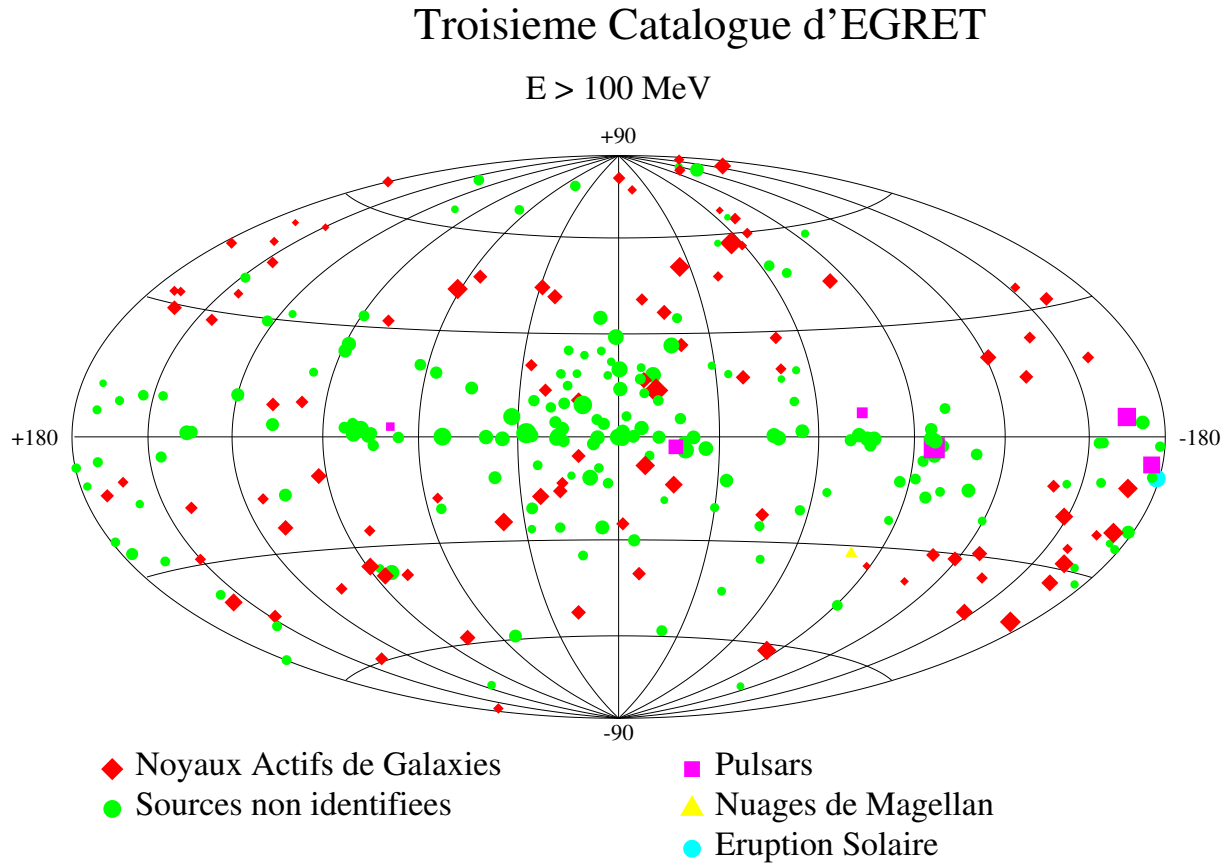 Troisieme Catalogue d'EGRET
E > 100 MeV
+90
+180
-180
-90
Noyaux Actifs de Galaxies
Sources non identifiees
Pulsars
Nuages de Magellan
Eruption Solaire